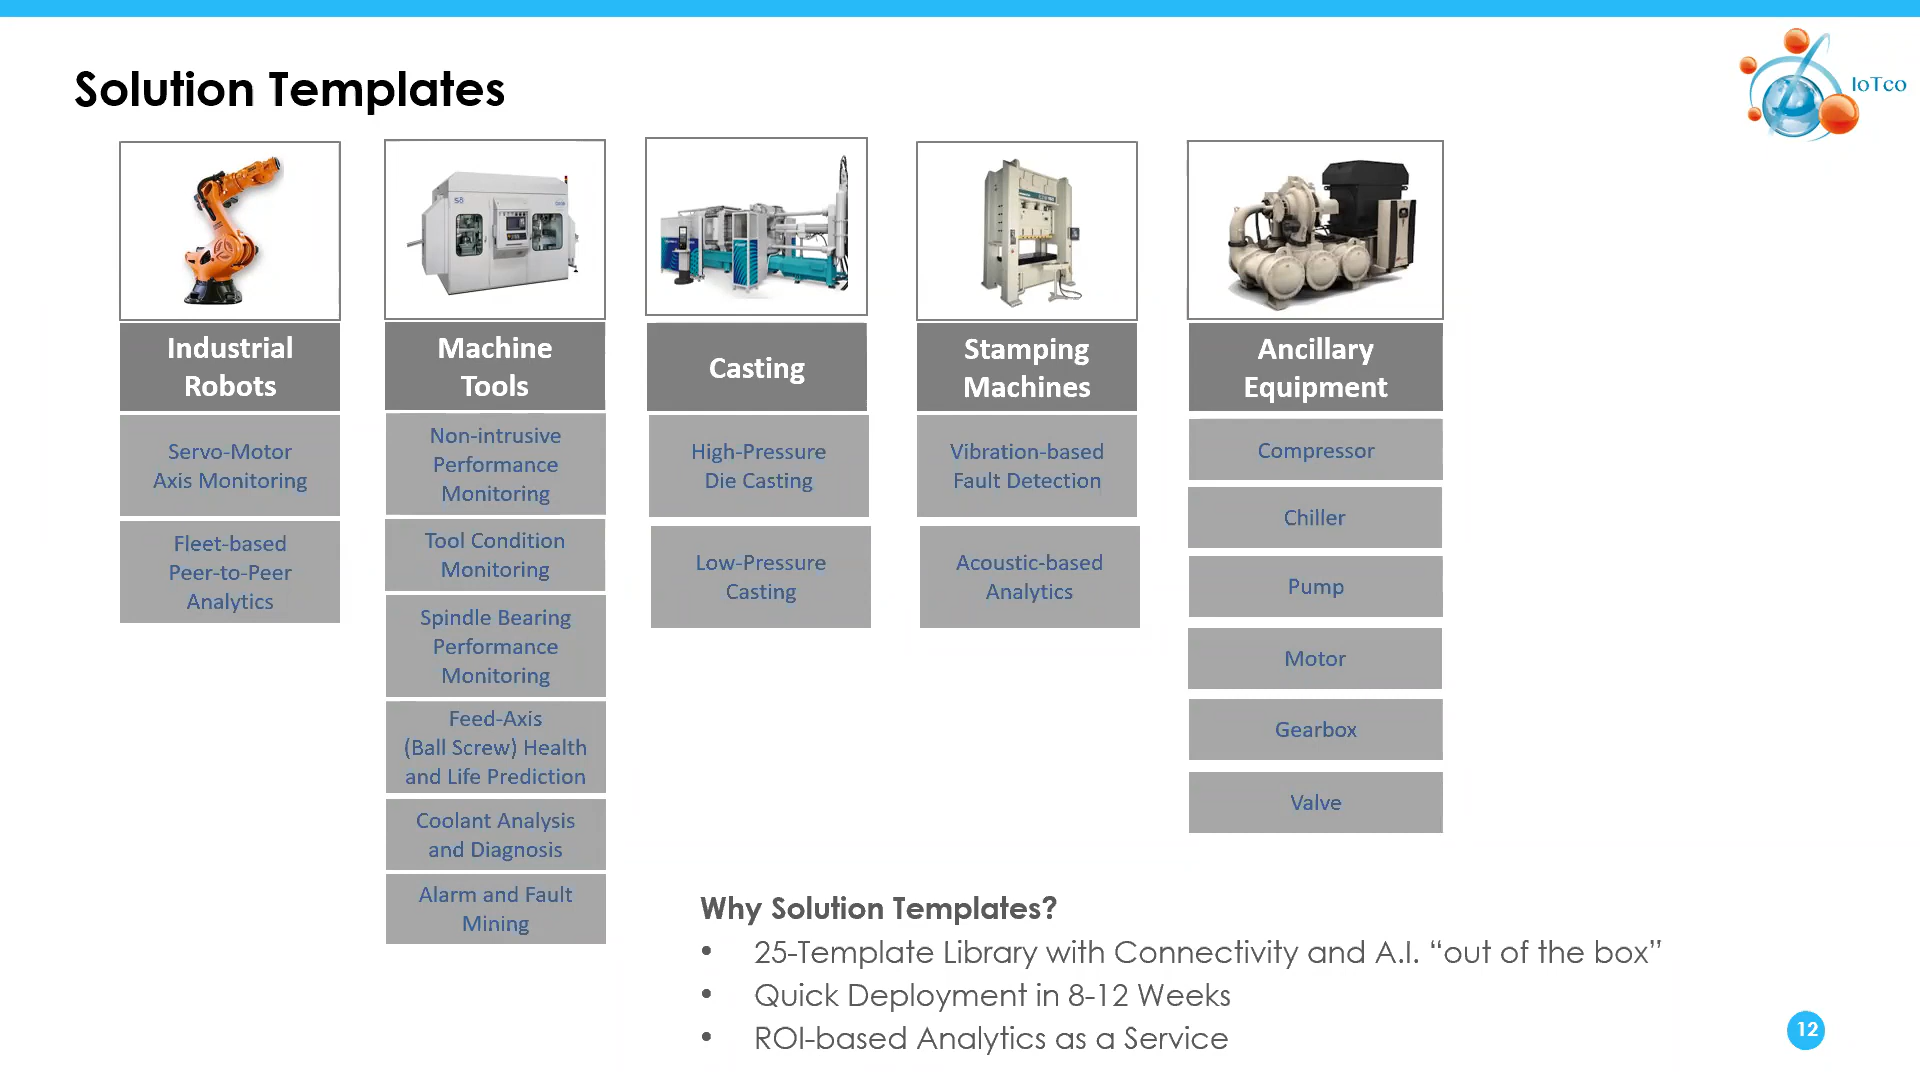 Solution Templates
IoTco
Industrial
Robots
Servo-Motor
Axis Monitoring
Fleet-based
Peer-to-Peer
Analytics
Machine
Tools
Non-intrusive
Performance
Monitoring
Tool Condition
Monitoring
Spindle Bearing
Performance
Monitoring
Feed-Axis
(Ball Screw) Health
and Life Prediction
Coolant Analysis
and Diagnosis
Alarm and Fault
Mining
Casting
High-Pressure
Die Casting
Low-Pressure
Casting
Stamping
Machines
Vibration-based
Fault Detection
Acoustic-based
Analytics
Ancillary
Equipment
Compressor
Chiller
Pump
Motor
Gearbox
Valve
Why Solution Templates?
• 25-Template Library with Connectivity and A.I. “out of the box”
• Quick Deployment in 8-12 Weeks
• ROI-based Analytics as a Service
12